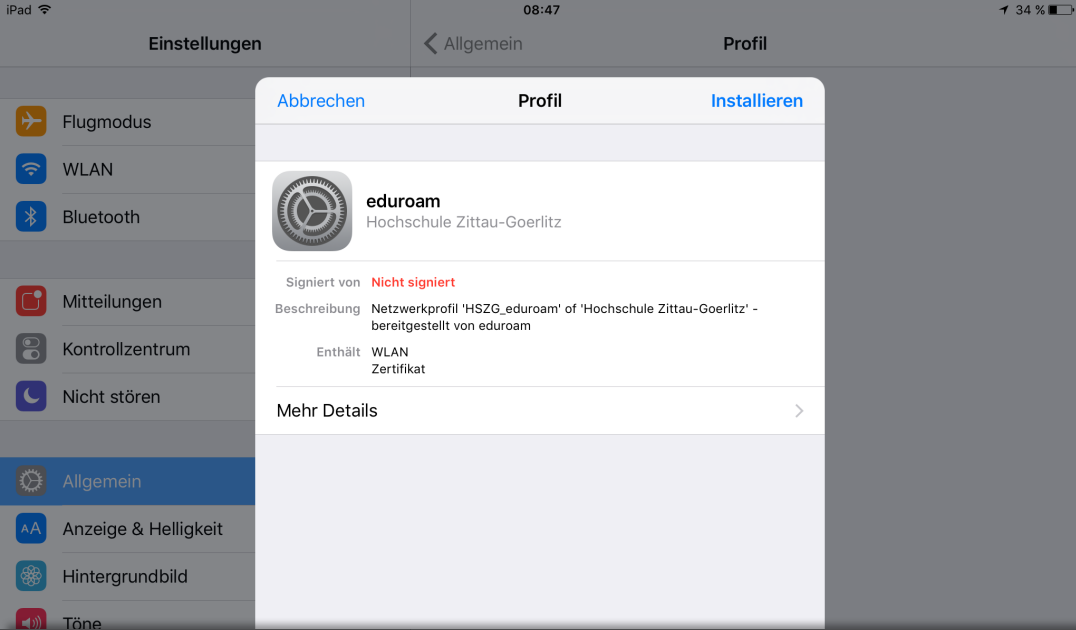 iPad 08:47 34 %
Einstellungen
Allgemein Profil
Abbrechen Profil Installieren
Flugmodus
WLAN
Bluetooth
Mitteilungen
Kontrollzentrum
Nicht stören
Allgemein
AA Anzeige & Helligkeit
Hintergrundbild
Töne
eduroam
Hochschule Zittau-Goerlitz
Signiert von Nicht signiert
Beschreibung Netzwerkprofil 'HSZG_eduroam' of 'Hochschule Zittau-Goerlitz' -
bereitgestellt von eduroam
Enthält WLAN
Zertifikat
Mehr Details